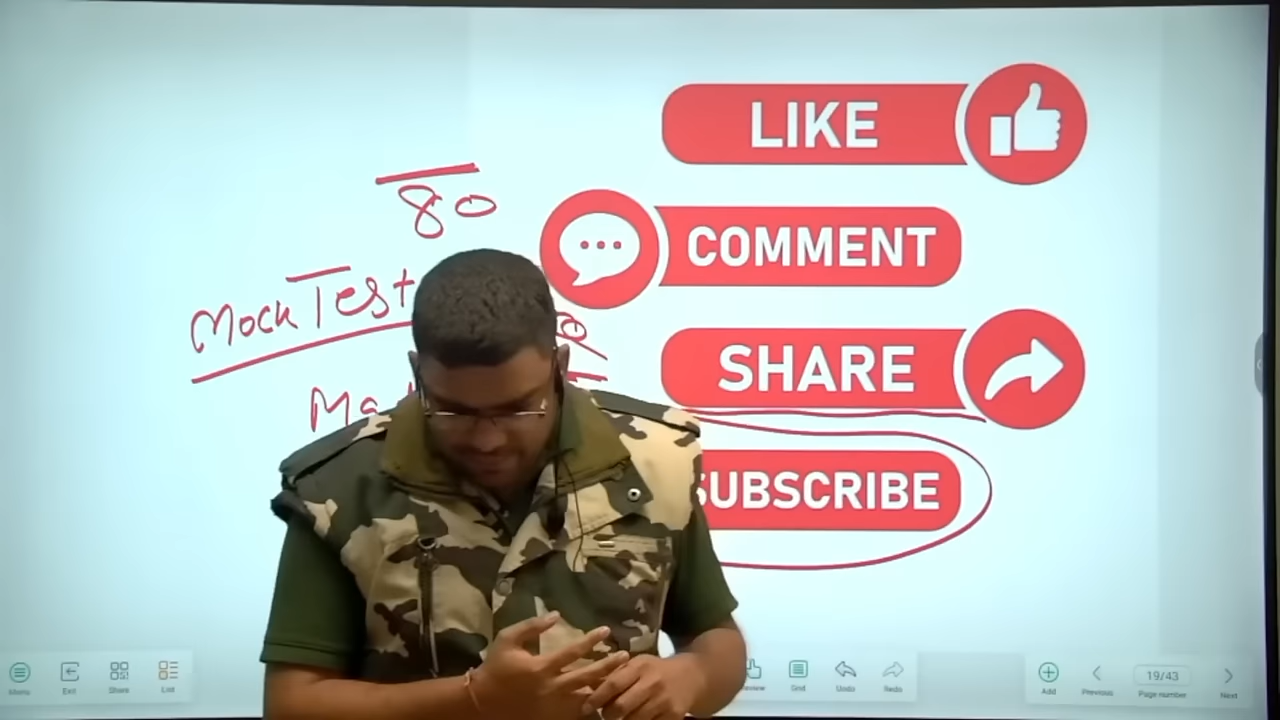 LIKE
80
COMMENT
Mock Test
SHARE
SUBSCRIBE
Menu
Exit
Share
List
Grid
Undo
Redo
Add
Previous
19/43
Page number
Next